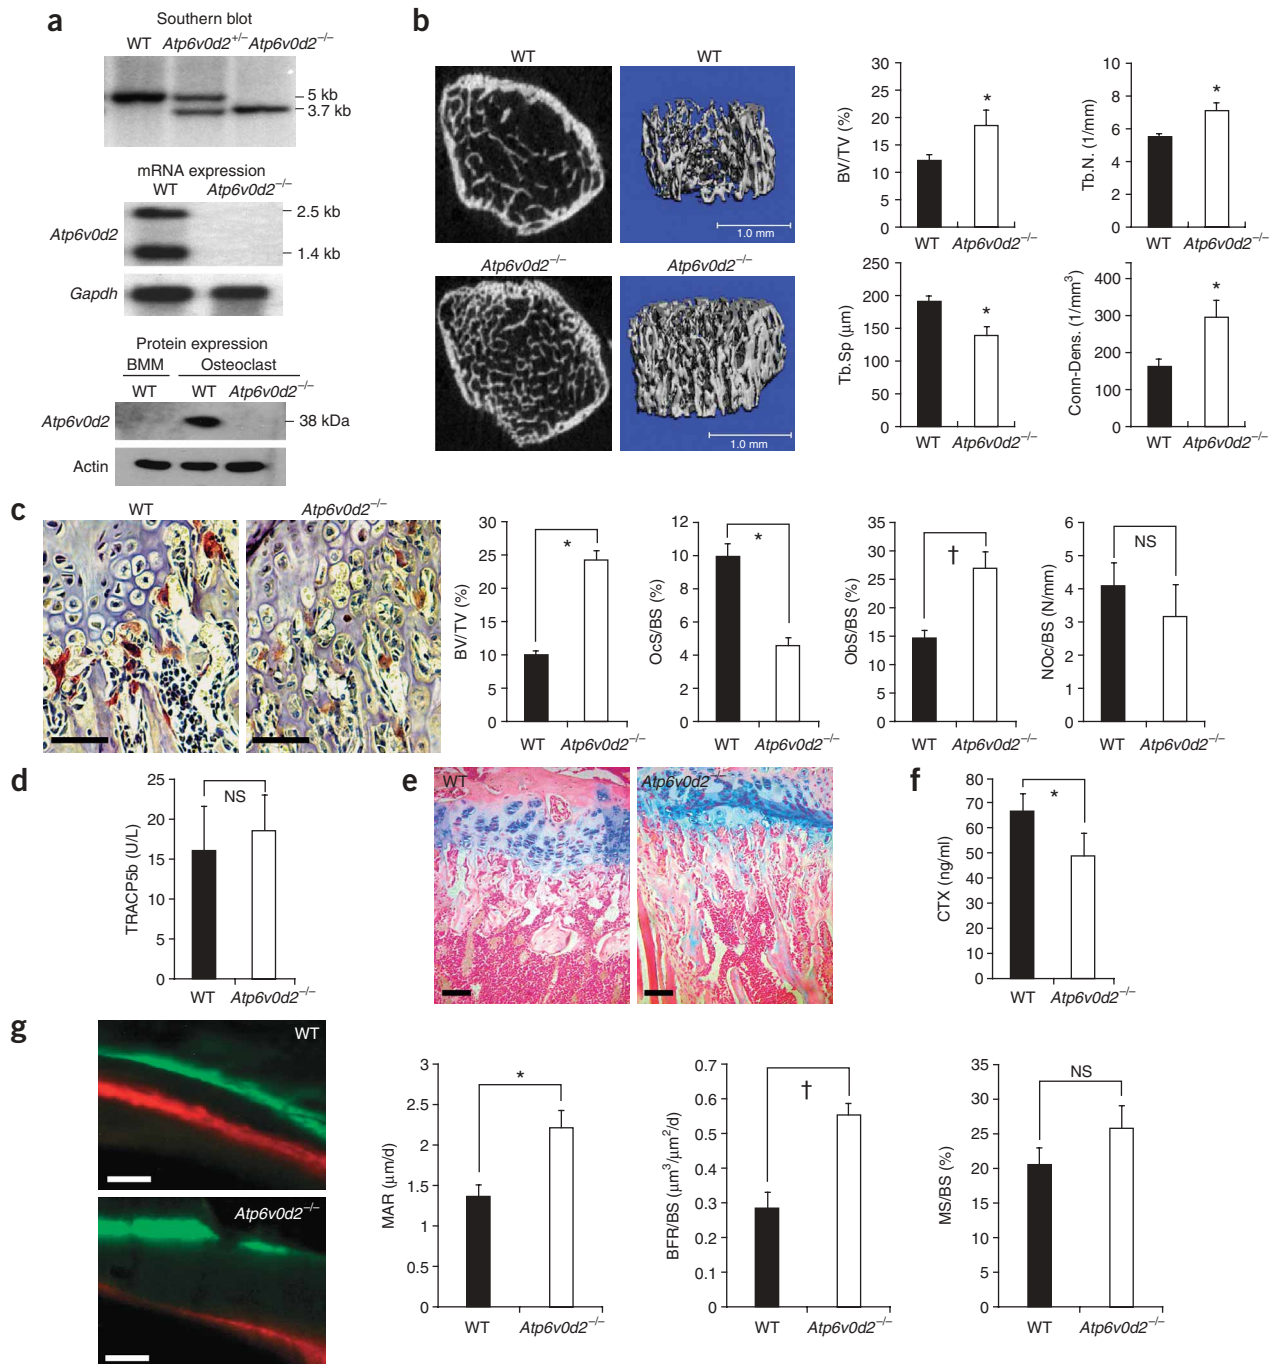 a
Southern blot
WT Atp6v0d2+/– Atp6v0d2–/–
5 kb
3.7 kb
mRNA expression
WT Atp6v0d2–/–
Atp6v0d2
2.5 kb
1.4 kb
Gapdh
Protein expression
BMM Osteoclast
WT WT Atp6v0d2–/–
Atp6v0d2
38 kDa
Actin
b
WT
WT
1.0 mm
Atp6v0d2–/–
Atp6v0d2–/–
1.0 mm
BV/TV (%)
30
25
20
15
10
5
0
*
WT Atp6v0d2–/–
Tb.N. (1/mm)
10
8
6
4
2
0
*
WT Atp6v0d2–/–
Tb.Sp (μm)
250
200
150
100
50
0
*
WT Atp6v0d2–/–
Conn-Dens. (1/mm3)
400
300
200
100
0
*
WT Atp6v0d2–/–
c
WT
Atp6v0d2–/–
BV/TV (%)
30
25
20
15
10
5
0
*
WT Atp6v0d2–/–
OcS/BS (%)
12
10
8
6
4
2
0
*
WT Atp6v0d2–/–
ObS/BS (%)
35
30
25
20
15
10
5
0
†
WT Atp6v0d2–/–
NOc/BS (N/mm)
6
5
4
3
2
1
0
NS
WT Atp6v0d2–/–
d
TRACP5b (U/L)
25
20
15
10
5
0
NS
WT Atp6v0d2–/–
e
WT
Atp6v0d2–/–
f
CTX (ng/ml)
80
70
60
50
40
30
20
10
0
*
WT Atp6v0d2–/–
g
WT
Atp6v0d2–/–
MAR (μm/d)
3
2.5
2
1.5
1
0.5
0
*
WT Atp6v0d2–/–
BFR/BS (μm3/μm2/d)
0.7
0.6
0.5
0.4
0.3
0.2
0.1
0
†
WT Atp6v0d2–/–
MS/BS (%)
35
30
25
20
15
10
5
0
NS
WT Atp6v0d2–/–